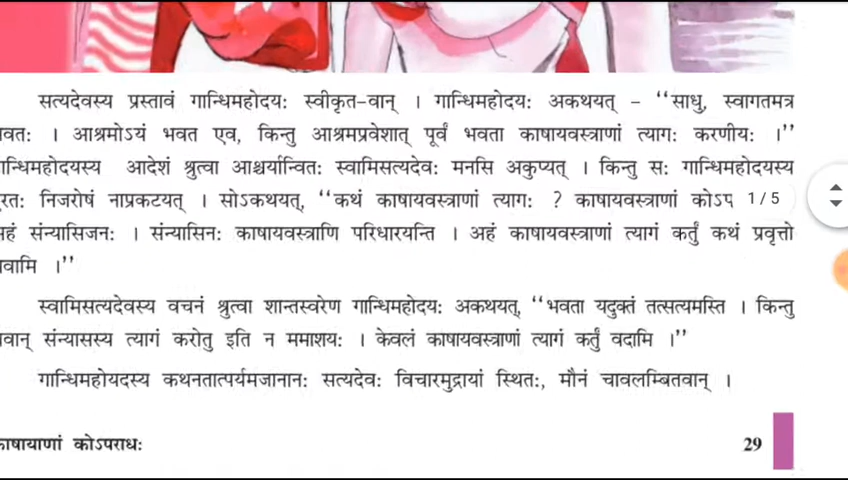 सत्यदेवस्य प्रस्तावं गान्धिमहोदयः स्वीकृत-वान् । गान्धिमहोदयः अकथयत् – “साधु, स्वागतमत्र
वतः । आश्रमोऽयं भवत एव, किन्तु आश्रमप्रवेशात् पूर्वं भवता काषायवस्त्राणां त्यागः करणीयः ।”
ान्धिमहोदयस्य आदेशं श्रुत्वा आश्चर्यान्वितः स्वामिसत्यदेवः मनसि अकुप्यत् । किन्तु सः गान्धिमहोदयस्य
ुरतः निजरोषं नाप्रकटयत् । सोऽकथयत्, “कथं काषायवस्त्राणां त्यागः ? काषायवस्त्राणां कोऽप 1/5
हं संन्यासिजनः । संन्यासिनः काषायवस्त्राणि परिधारयन्ति । अहं काषायवस्त्राणां त्यागं कर्तुं कथं प्रवृत्तो
वामि ।”
स्वामिसत्यदेवस्य वचनं श्रुत्वा शान्तस्वरेण गान्धिमहोदयः अकथयत्, “भवता यदुक्तं तत्सत्यमस्ति । किन्तु
वान् संन्यासस्य त्यागं करोतु इति न ममाशयः । केवलं काषायवस्त्राणां त्यागं कर्तुं वदामि ।”
गान्धिमहोयदस्य कथनतात्पर्यमजानानः सत्यदेवः विचारमुद्रायां स्थितः, मौनं चावलम्बितवान् ।
ाषायाणां कोऽपराधः 29